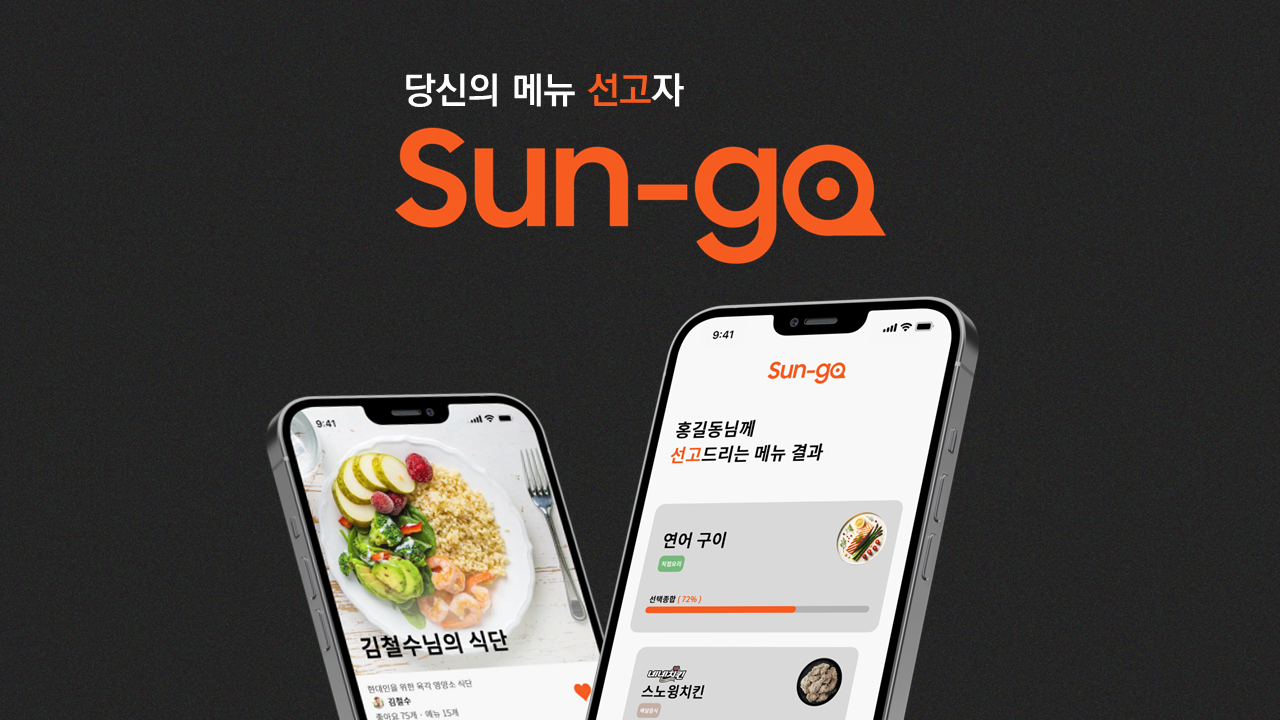 당신의 메뉴 선고자
Sun-go
9:41
김철수님의 식단
현대인을 위한 육각 영양소 식단
김철수
좋아요 75개 · 메뉴 15개
9:41
Sun-go
홍길동님께
선고드리는 메뉴 결과
연어 구이
직접요리
선택종합 ( 72% )
네네치킨
스노윙치킨
배달음식